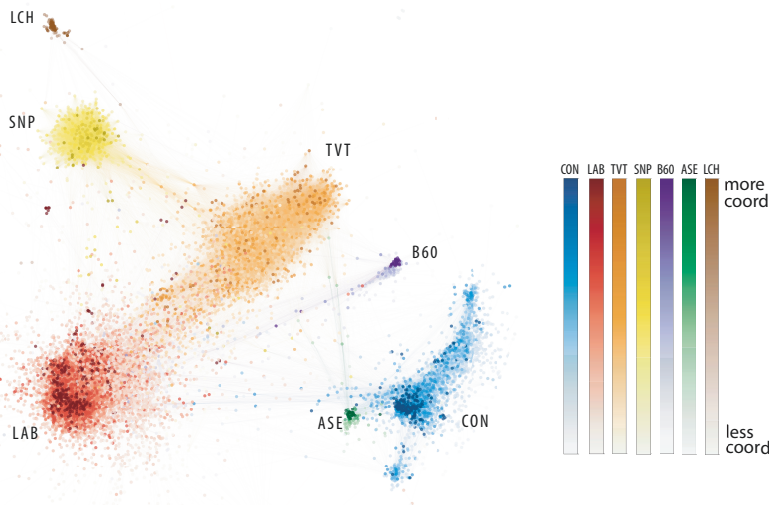 LCH
SNP
TVT
B60
LAB
ASE
CON
CON LAB TVT SNP B60 ASE LCH
more
coord
less
coord